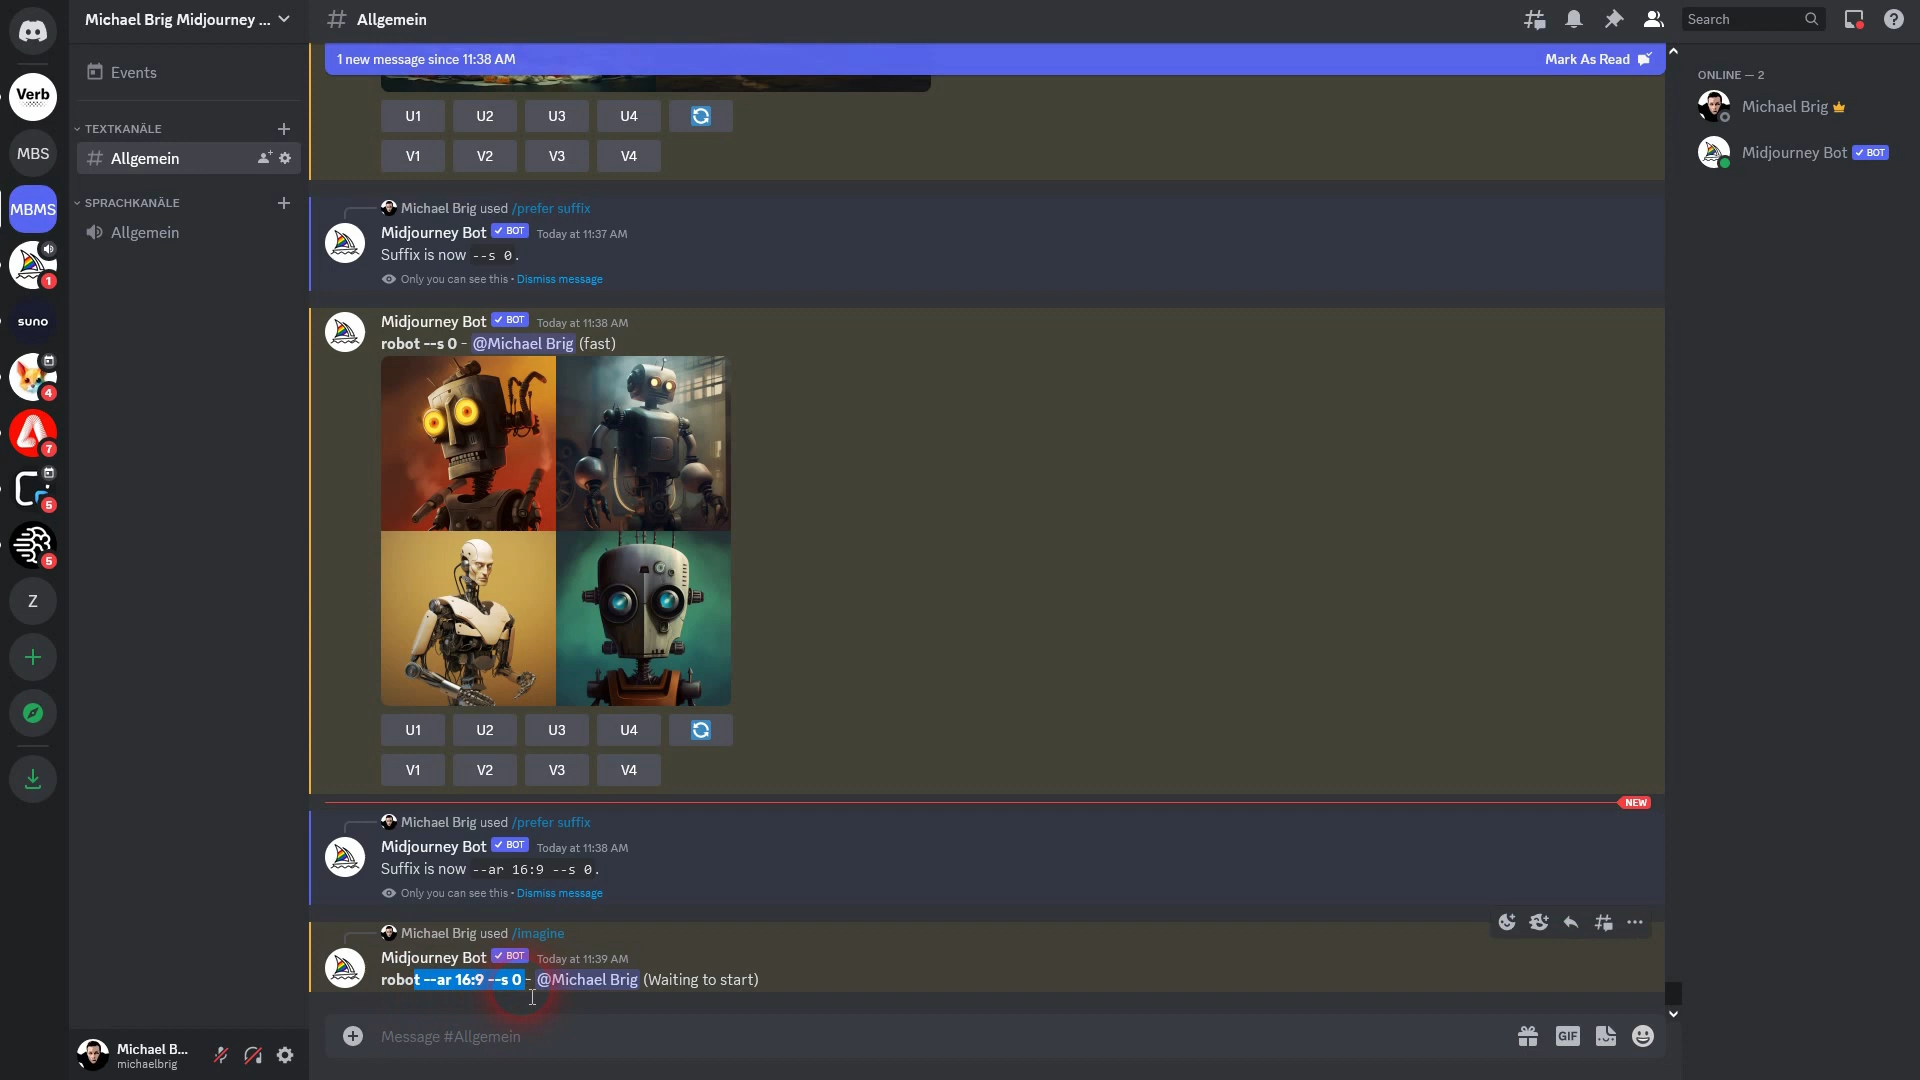 Michael Brig Midjourney ...
Allgemein
Search
Events
1 new message since 11:38 AM
Mark As Read
ONLINE — 2
Michael Brig
Midjourney Bot BOT
Verb
MBS
MBMS
1
suno
4
7
5
5
Z
TEXTKANÄLE
Allgemein
SPRACHKANÄLE
Allgemein
U1 U2 U3 U4
V1 V2 V3 V4
Michael Brig used /prefer suffix
Midjourney Bot BOT Today at 11:37 AM
Suffix is now --s 0.
Only you can see this • Dismiss message
Midjourney Bot BOT Today at 11:38 AM
robot --s 0 - @Michael Brig (fast)
U1 U2 U3 U4
V1 V2 V3 V4
NEW
Michael Brig used /prefer suffix
Midjourney Bot BOT Today at 11:38 AM
Suffix is now --ar 16:9 --s 0.
Only you can see this • Dismiss message
Michael Brig used /imagine
Midjourney Bot BOT Today at 11:39 AM
robot --ar 16:9 --s 0 - @Michael Brig (Waiting to start)
Message #Allgemein
GIF
Michael B...
michaelbrig